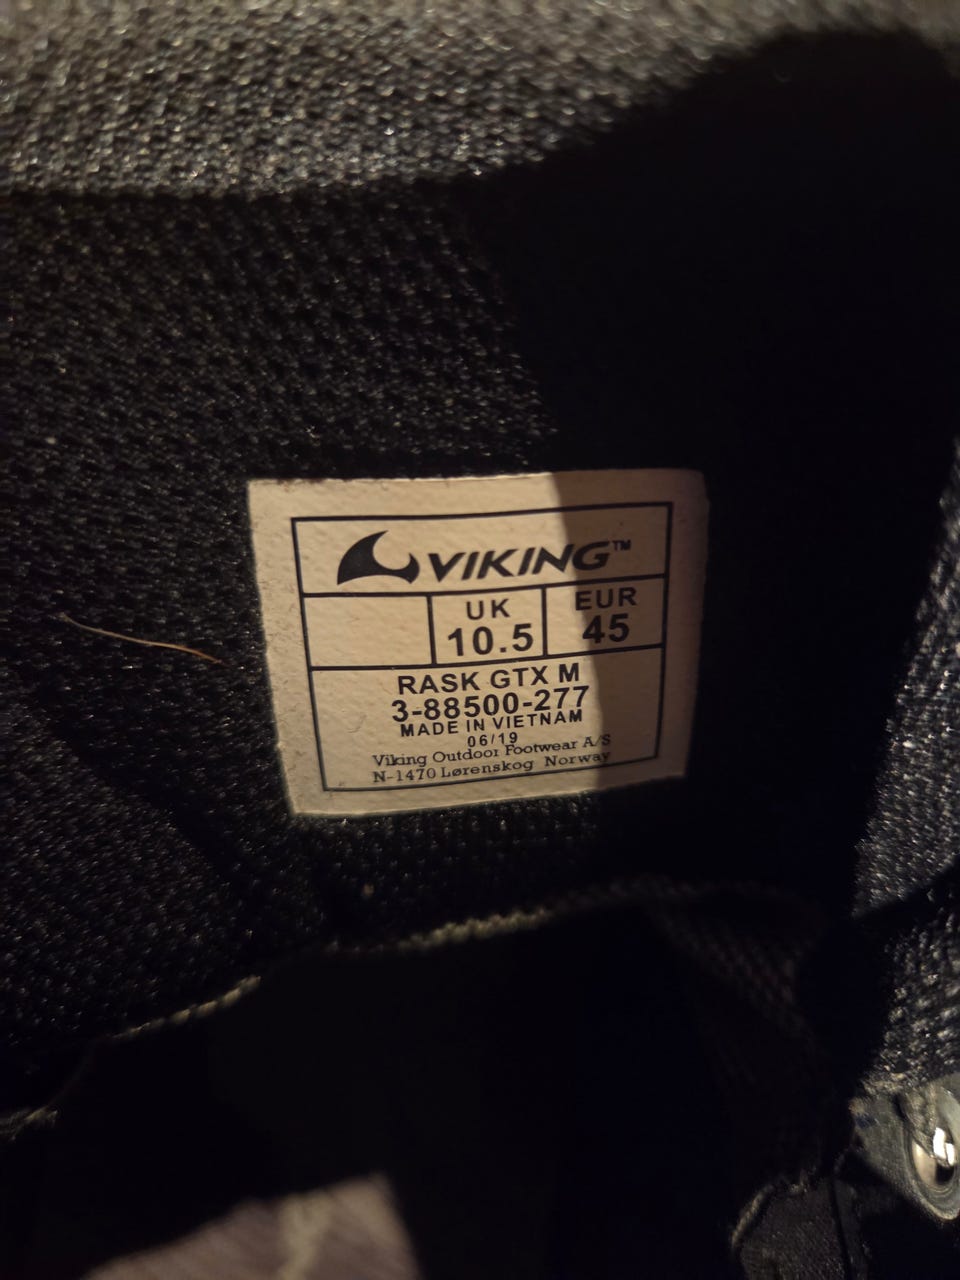 VIKING™
UK EUR
10.5 45
RASK GTX M
3-88500-277
MADE IN VIETNAM
06/19
Viking Outdoor Footwear A/S
N-1470 Lørenskog Norway